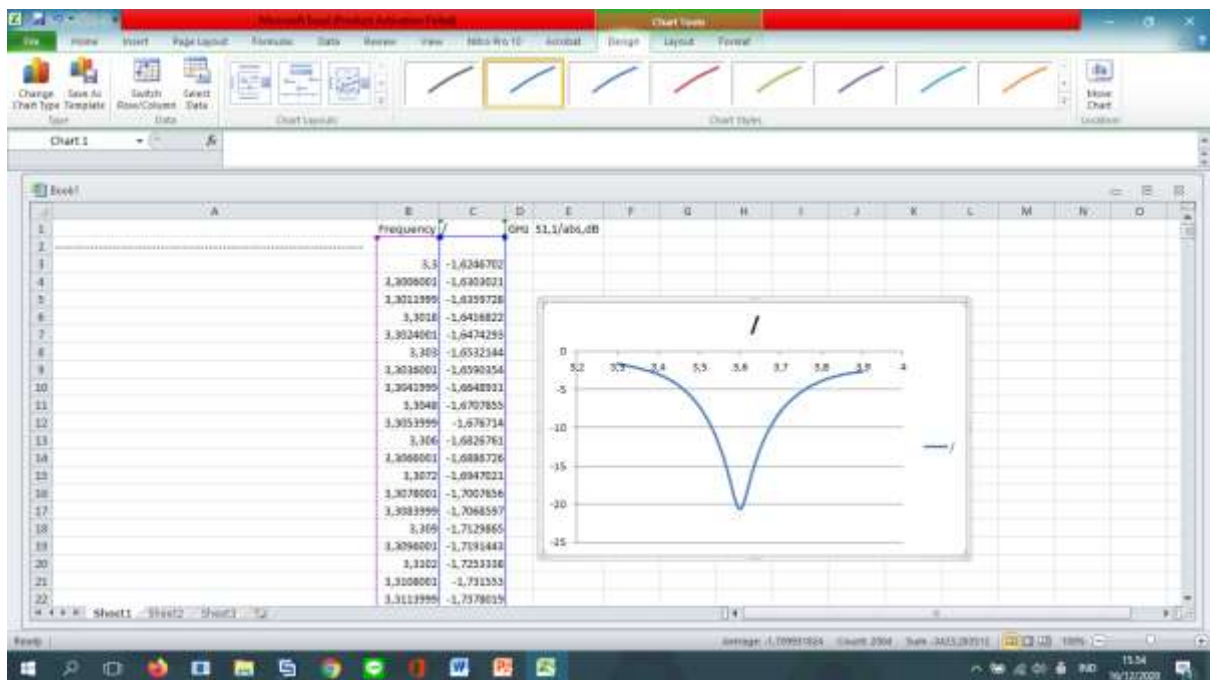 Microsoft Excel (Product Activation Failed)
Chart Tools
File Home Insert Page Layout Formulas Data Review View Nitro Pro 10 Acrobat Design Layout Format
Change Chart Type
Save As Template
Switch Row/Column
Select Data
Move Chart
Type Data Chart Layouts Chart Styles Location
Chart 1 fx
Book1
A B C D E F G H I J K L M N O
1 Frequency / GHz S1,1/abs,dB
2 ----------------------------------------------------------------------
3 3,3 -1,6246702
4 3,3006001 -1,6303021
5 3,3011999 -1,6359726
6 3,3018 -1,6416822
7 3,3024001 -1,6474293
8 3,303 -1,6532144
9 3,3036001 -1,6590354
10 3,3041999 -1,6648931
11 3,3048 -1,6707855
12 3,3053999 -1,676714
13 3,306 -1,6826761
14 3,3066001 -1,6886726
15 3,3072 -1,6947021
16 3,3078001 -1,7007656
17 3,3083999 -1,7068597
18 3,309 -1,7129865
19 3,3096001 -1,7191443
20 3,3102 -1,7253338
21 3,3108001 -1,731553
22 3,3113999 -1,7378019
/
0
3,2 3,3 3,4 3,5 3,6 3,7 3,8 3,9 4
-5
-10
-15
-20
-25
/
Sheet1 Sheet2 Sheet3
Ready
Count: 2004
100%
IND
15.54
16/12/2020